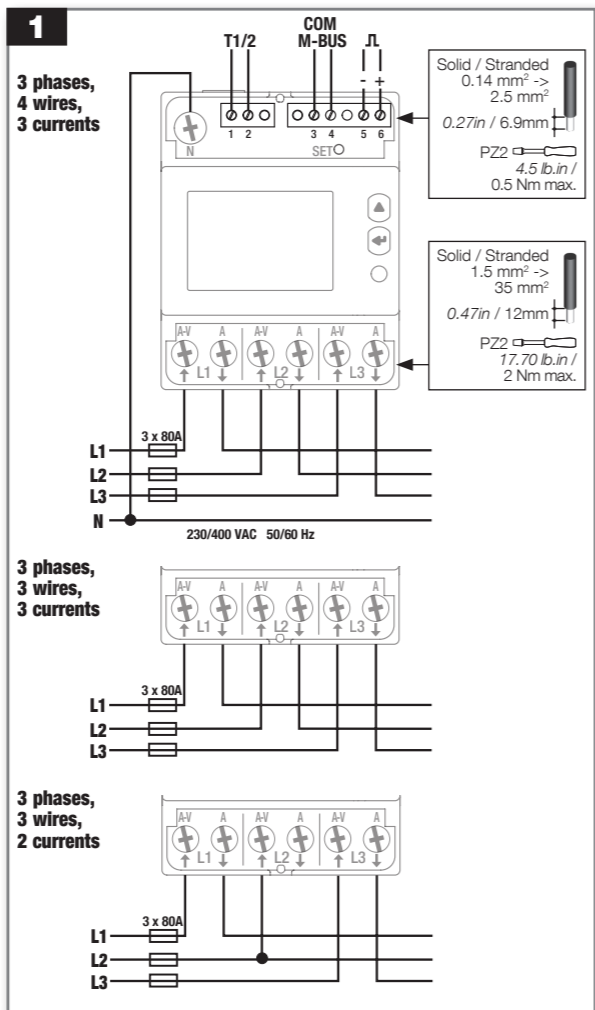 1
3 phases,
4 wires,
3 currents
T1/2
COM
M-BUS
- +
1 2 3 4 5 6
N
SET
Solid / Stranded
0.14 mm² ->
2.5 mm²
0.27in / 6.9mm
PZ2
4.5 lb.in /
0.5 Nm max.
Solid / Stranded
1.5 mm² ->
35 mm²
0.47in / 12mm
PZ2
17.70 lb.in /
2 Nm max.
A-V A A-V A A-V A
L1 L2 L3
3 x 80A
L1
L2
L3
N
230/400 VAC 50/60 Hz
3 phases,
3 wires,
3 currents
A-V A A-V A A-V A
L1 L2 L3
3 x 80A
L1
L2
L3
3 phases,
3 wires,
2 currents
A-V A A-V A A-V A
L1 L2 L3
3 x 80A
L1
L2
L3